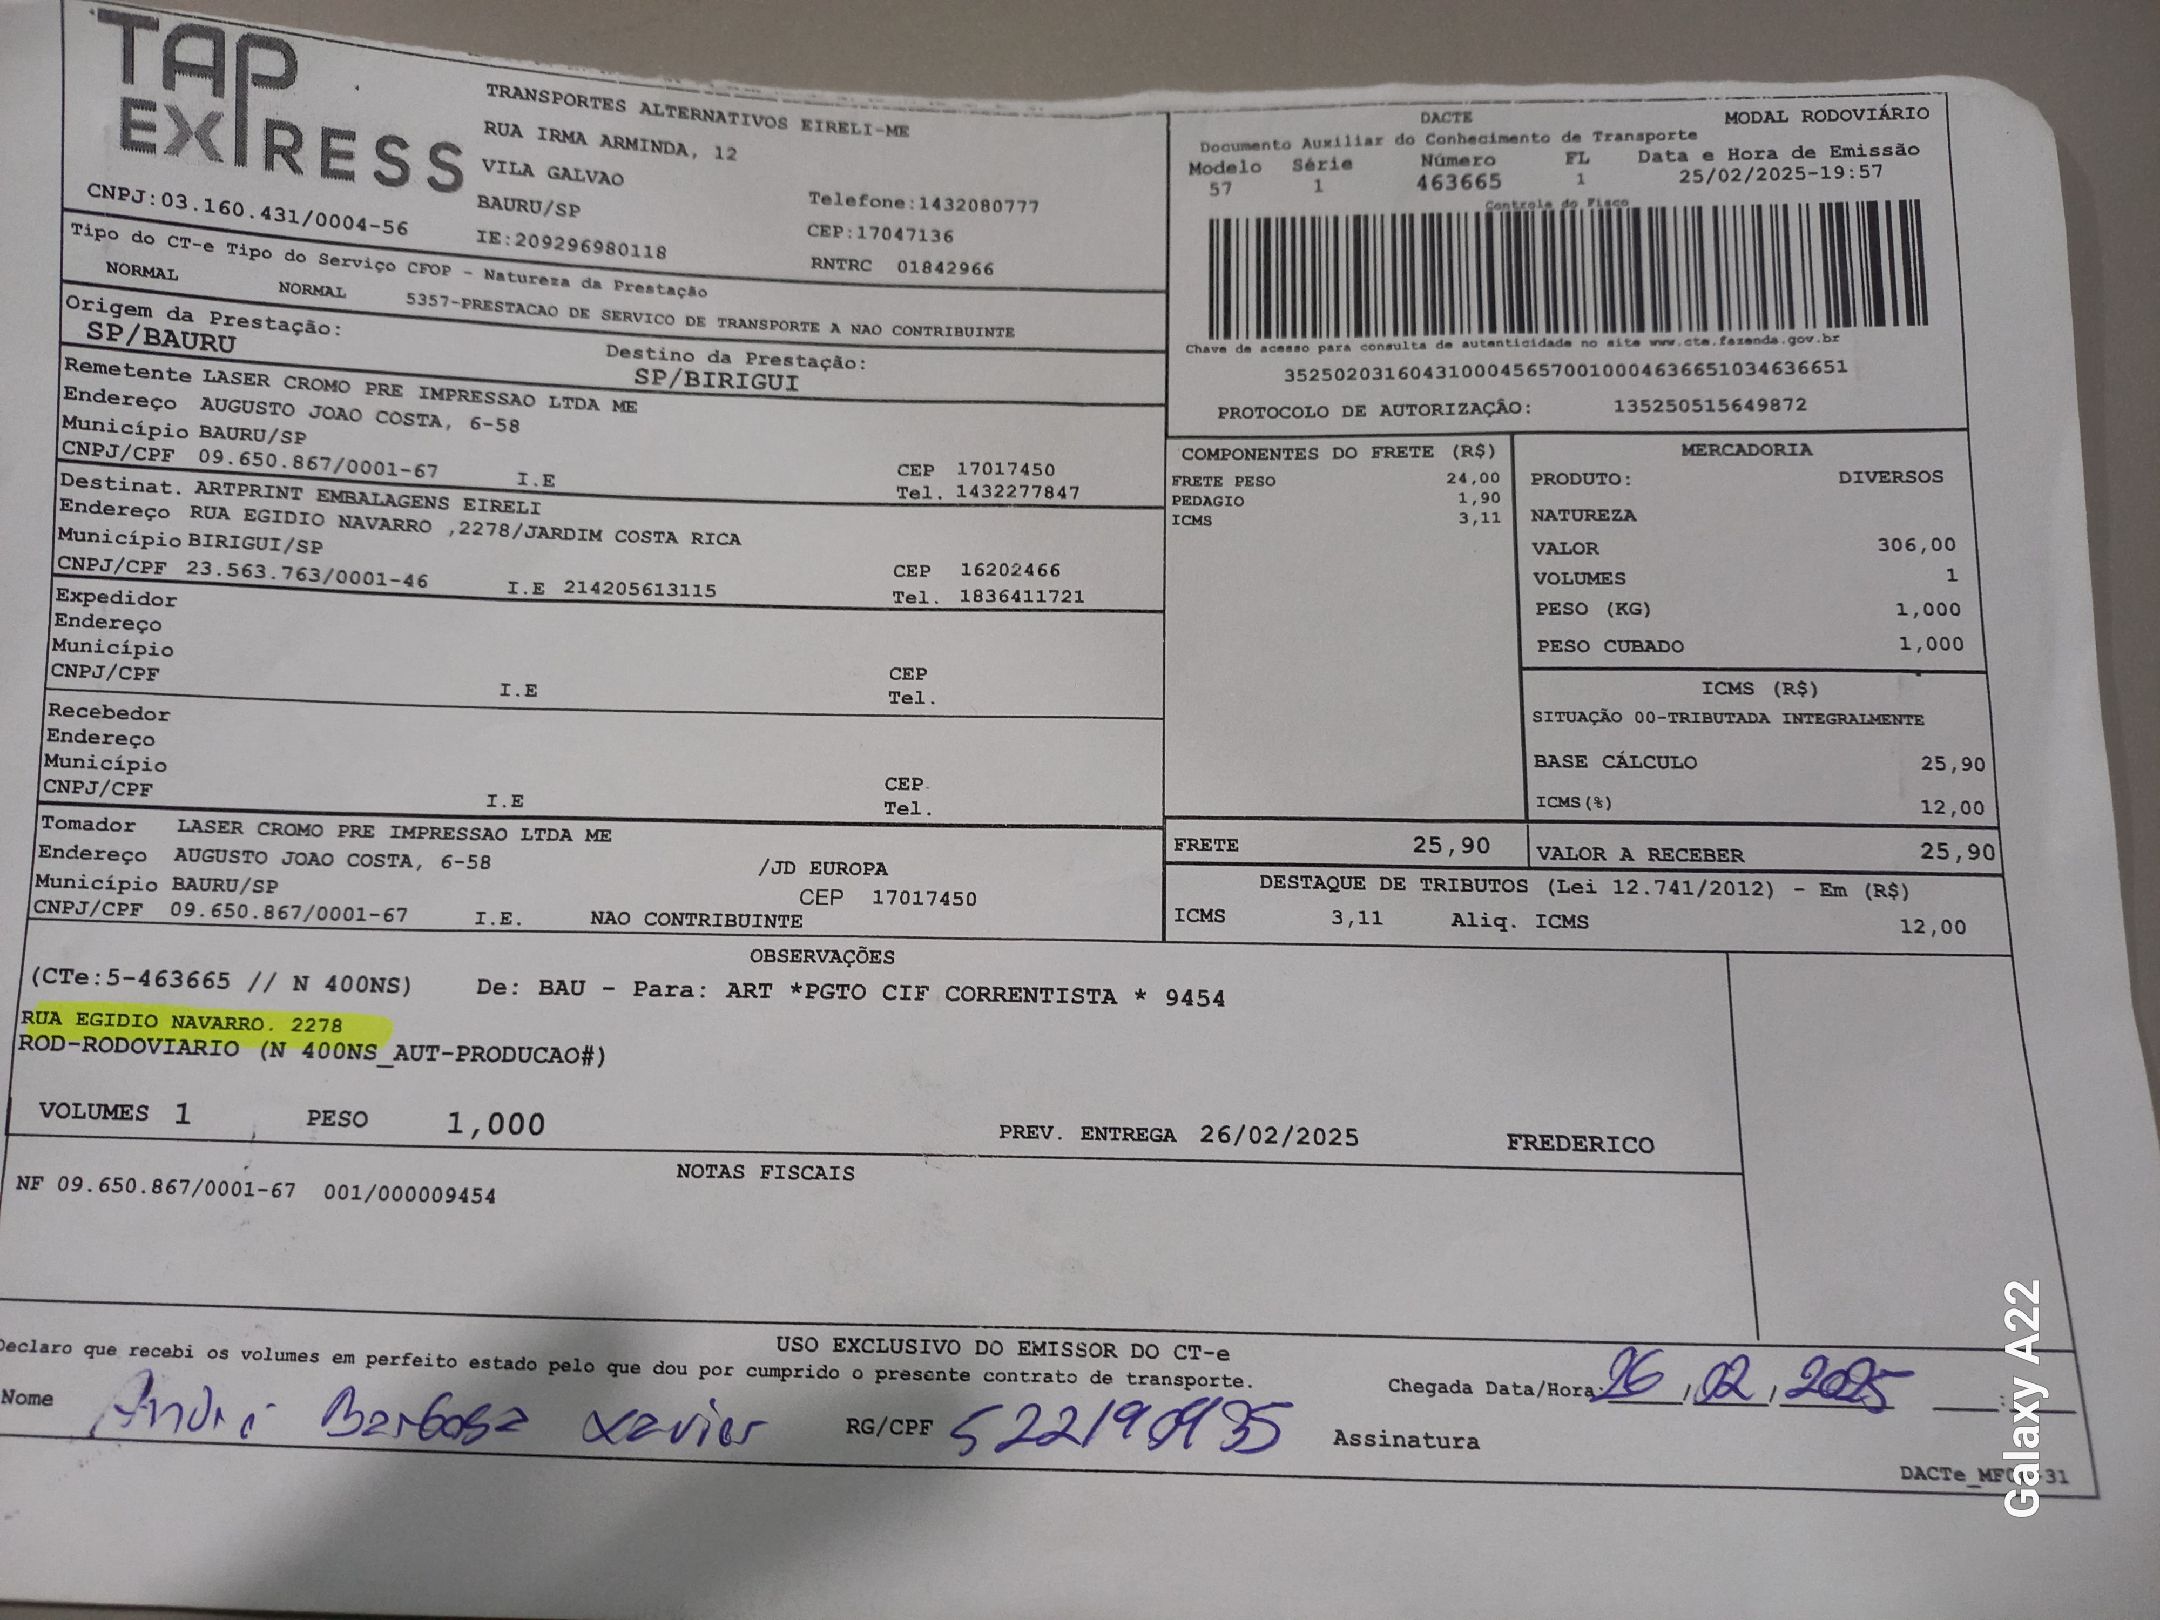 TAP
EXPRESS
CNPJ:03.160.431/0004-56
TRANSPORTES ALTERNATIVOS EIRELI-ME
RUA IRMA ARMINDA, 12
VILA GALVAO
BAURU/SP
IE:209296980118
Telefone:1432080777
CEP:17047136
RNTRC 01842966
DACTE
MODAL RODOVIÁRIO
Documento Auxiliar do Conhecimento de Transporte
Modelo Série Número FL Data e Hora de Emissão
57 1 463665 1 25/02/2025-19:57
Controle do Fisco
Chave de acesso para consulta de autenticidade no site www.cte.fazenda.gov.br
35250203160431000456570010004636651034636651
PROTOCOLO DE AUTORIZAÇÃO: 135250515649872
Tipo do CT-e Tipo do Serviço CFOP - Natureza da Prestação
NORMAL NORMAL 5357-PRESTACAO DE SERVICO DE TRANSPORTE A NAO CONTRIBUINTE
Origem da Prestação:
SP/BAURU
Destino da Prestação:
SP/BIRIGUI
Remetente LASER CROMO PRE IMPRESSAO LTDA ME
Endereço AUGUSTO JOAO COSTA, 6-58
Município BAURU/SP CEP 17017450
CNPJ/CPF 09.650.867/0001-67 I.E Tel. 1432277847
Destinat. ARTPRINT EMBALAGENS EIRELI
Endereço RUA EGIDIO NAVARRO ,2278/JARDIM COSTA RICA
Município BIRIGUI/SP CEP 16202466
CNPJ/CPF 23.563.763/0001-46 I.E 214205613115 Tel. 1836411721
Expedidor
Endereço
Município CEP
CNPJ/CPF I.E Tel.
Recebedor
Endereço
Município CEP
CNPJ/CPF I.E Tel.
Tomador LASER CROMO PRE IMPRESSAO LTDA ME
Endereço AUGUSTO JOAO COSTA, 6-58 /JD EUROPA
Município BAURU/SP CEP 17017450
CNPJ/CPF 09.650.867/0001-67 I.E. NAO CONTRIBUINTE
COMPONENTES DO FRETE (R$)
FRETE PESO 24,00
PEDAGIO 1,90
ICMS 3,11
MERCADORIA
PRODUTO: DIVERSOS
NATUREZA
VALOR 306,00
VOLUMES 1
PESO (KG) 1,000
PESO CUBADO 1,000
ICMS (R$)
SITUAÇÃO 00-TRIBUTADA INTEGRALMENTE
BASE CÁLCULO 25,90
ICMS(%) 12,00
FRETE 25,90 VALOR A RECEBER 25,90
DESTAQUE DE TRIBUTOS (Lei 12.741/2012) - Em (R$)
ICMS 3,11 Aliq. ICMS 12,00
OBSERVAÇÕES
(CTe:5-463665 // N 400NS) De: BAU - Para: ART *PGTO CIF CORRENTISTA * 9454
RUA EGIDIO NAVARRO. 2278
ROD-RODOVIARIO (N 400NS_AUT-PRODUCAO#)
VOLUMES 1 PESO 1,000 PREV. ENTREGA 26/02/2025 FREDERICO
NOTAS FISCAIS
NF 09.650.867/0001-67 001/000009454
USO EXCLUSIVO DO EMISSOR DO CT-e
Declaro que recebi os volumes em perfeito estado pelo que dou por cumprido o presente contrato de transporte.
Chegada Data/Hora 26/02/2025 :
Nome André Barbosa Xavier RG/CPF 522190935 Assinatura
Galaxy A22